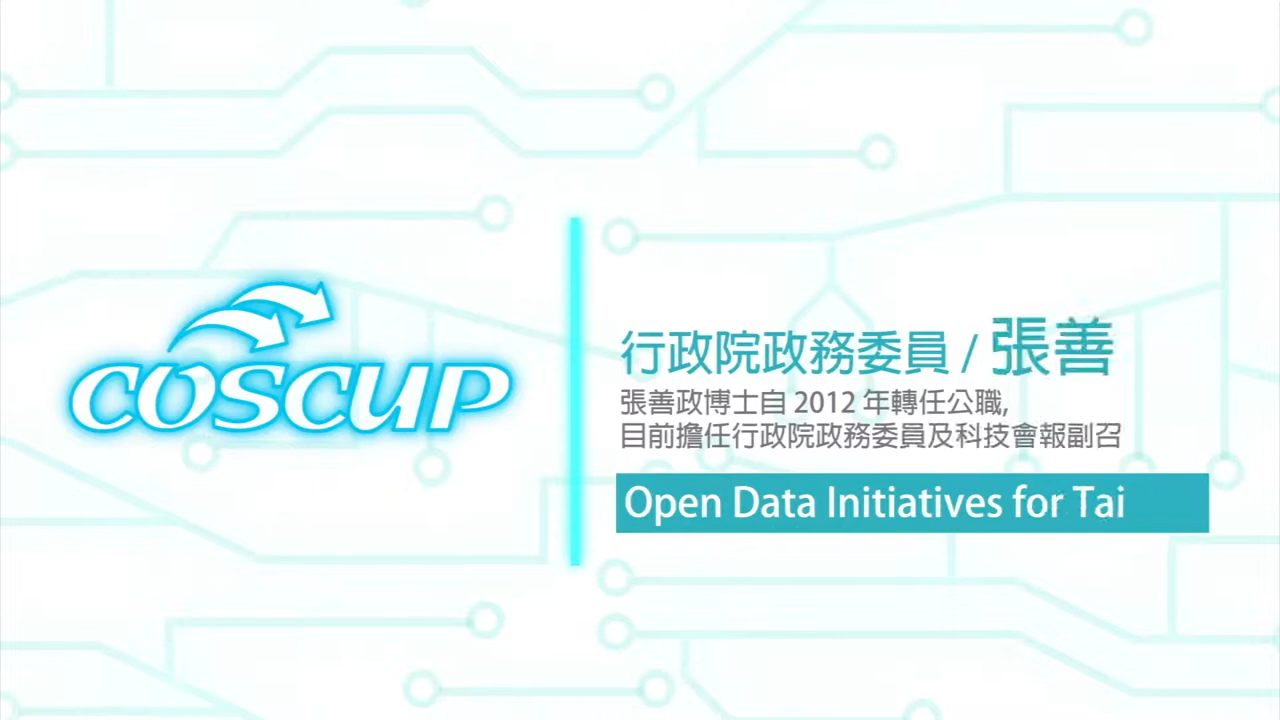 COSCUP
行政院政務委員 / 張善
張善政博士自 2012 年轉任公職,
目前擔任行政院政務委員及科技會報副召
Open Data Initiatives for Tai